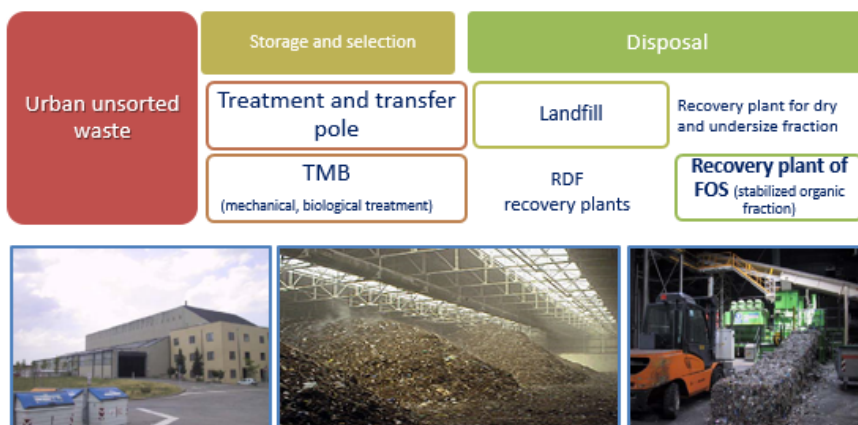 Urban unsorted
waste
Storage and selection
Disposal
Treatment and transfer
pole
Landfill
Recovery plant for dry
and undersize fraction
TMB
(mechanical, biological treatment)
RDF
recovery plants
Recovery plant of
FOS (stabilized organic
fraction)